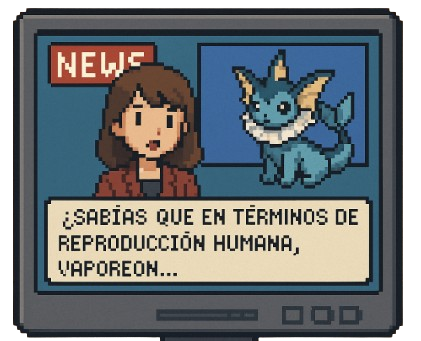 NEWS
¿SABÍAS QUE EN TÉRMINOS DE
REPRODUCCIÓN HUMANA,
VAPOREON...